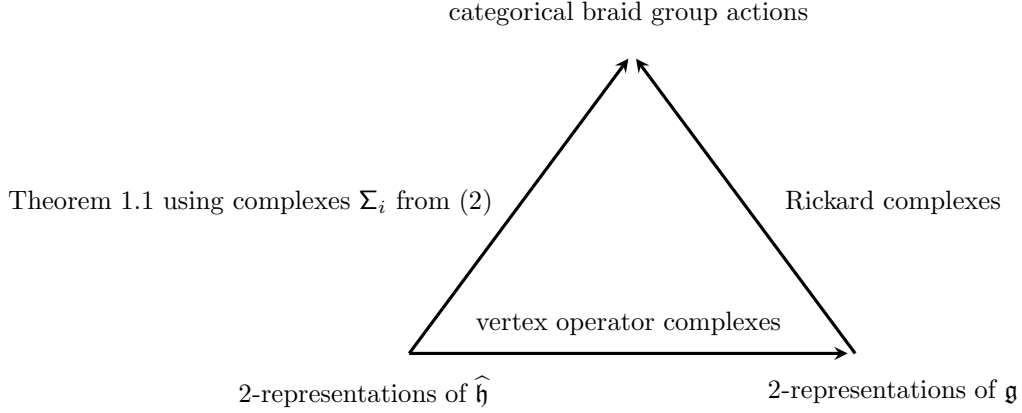 categorical braid group actions
Theorem 1.1 using complexes Σᵢ from (2)
Rickard complexes
vertex operator complexes
2-representations of 𝔥̂
2-representations of 𝔤